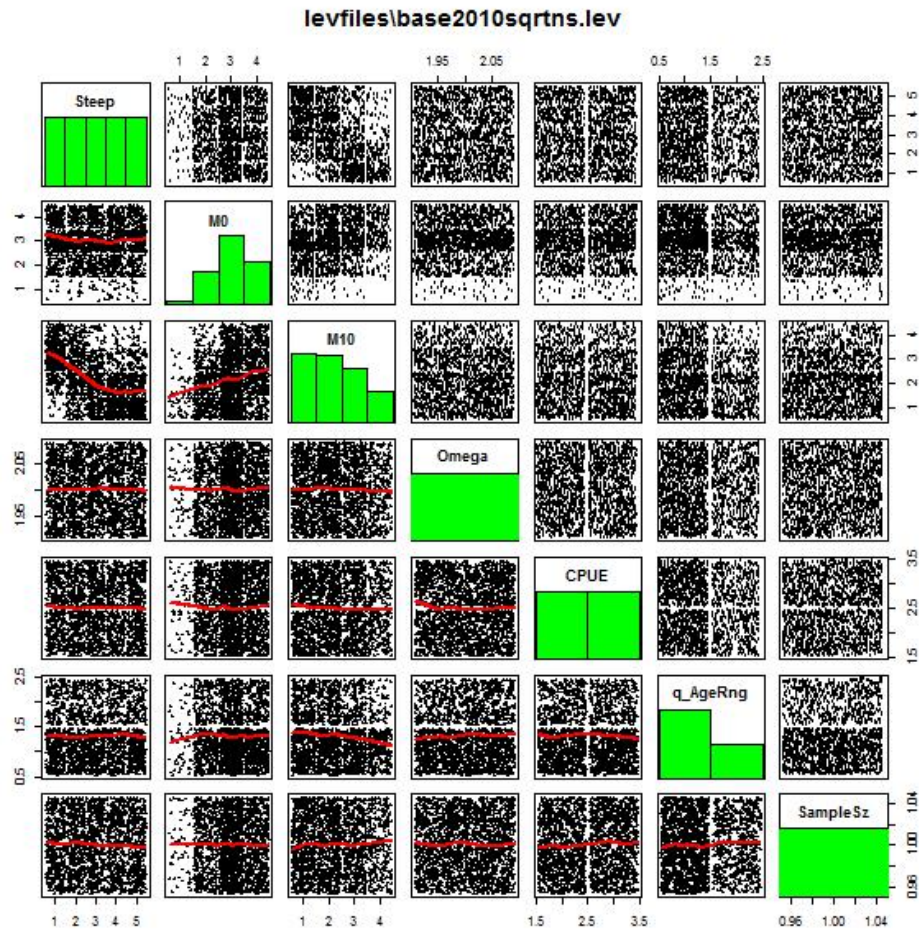 levfiles\base2010sqrtns.lev
1 2 3 4
1.95 2.05
0.5 1.5 2.5
Steep
1 2 3 4 5
1 2 3 4
M0
M10
1 2 3 4
1.95 2.05
Omega
CPUE
1.5 2.5 3.5
0.5 1.5 2.5
q_AgeRng
SampleSz
0.96 1.00 1.04
1 2 3 4 5
1 2 3 4
1.5 2.5 3.5
0.96 1.00 1.04